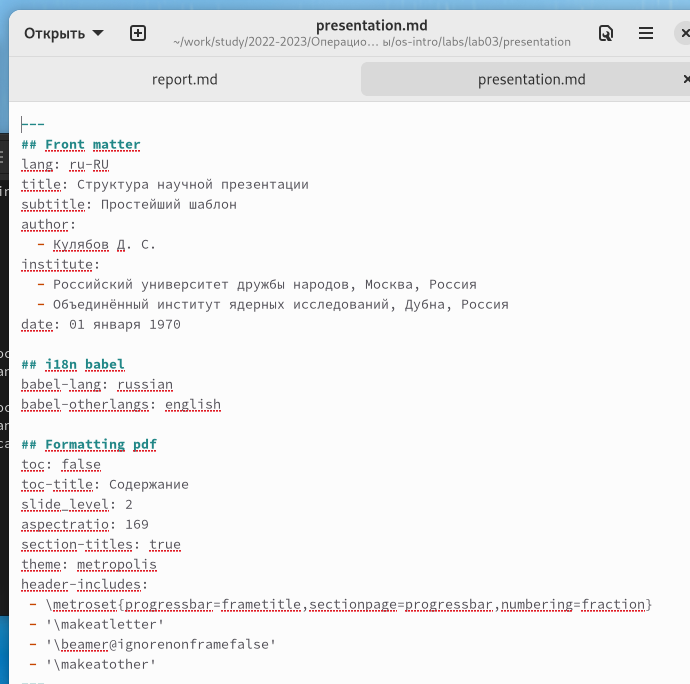 Открыть
presentation.md
~/work/study/2022-2023/Операцио… ы/os-intro/labs/lab03/presentation
report.md
presentation.md
---
## Front matter
lang: ru-RU
title: Структура научной презентации
subtitle: Простейший шаблон
author:
  - Кулябов Д. С.
institute:
  - Российский университет дружбы народов, Москва, Россия
  - Объединённый институт ядерных исследований, Дубна, Россия
date: 01 января 1970
## i18n babel
babel-lang: russian
babel-otherlangs: english
## Formatting pdf
toc: false
toc-title: Содержание
slide_level: 2
aspectratio: 169
section-titles: true
theme: metropolis
header-includes:
 - \metroset{progressbar=frametitle,sectionpage=progressbar,numbering=fraction}
 - '\makeatletter'
 - '\beamer@ignorenonframefalse'
 - '\makeatother'
---